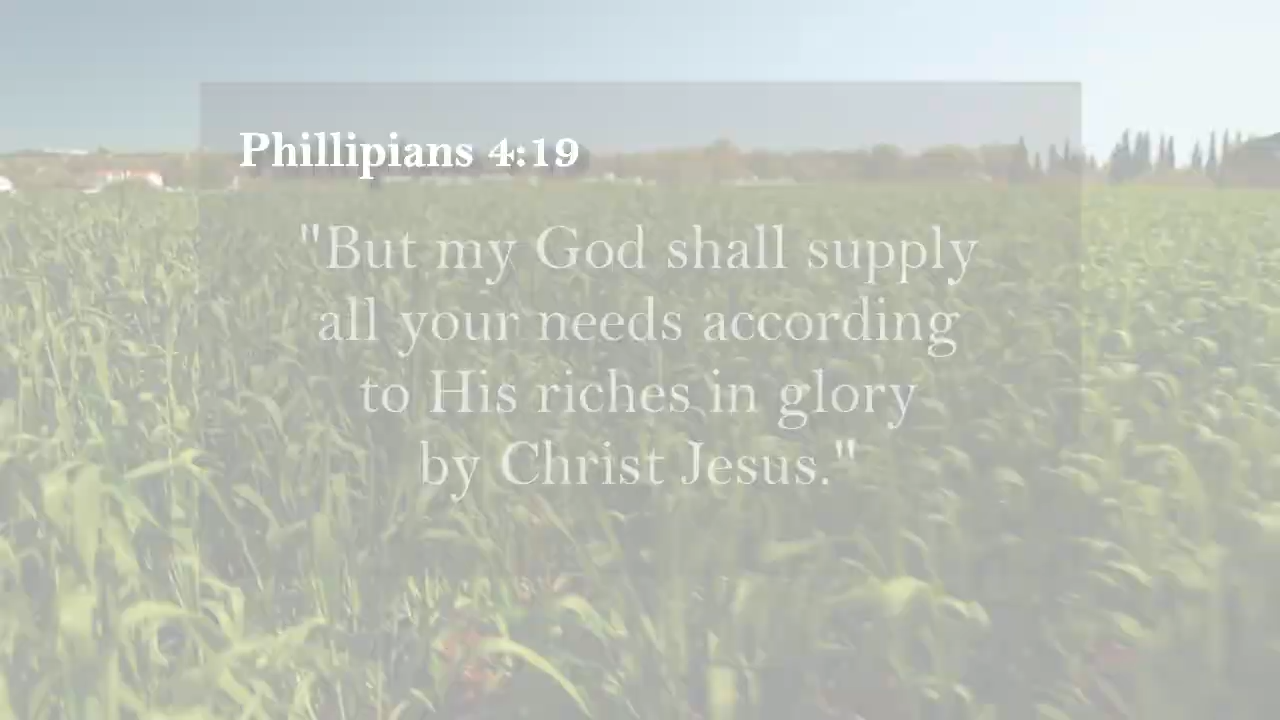 Phillipians 4:19
"But my God shall supply
all your needs according
to His riches in glory
by Christ Jesus."